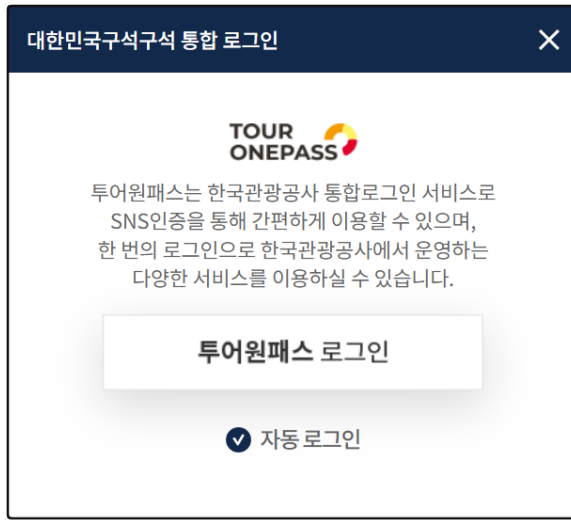 대한민국구석구석 통합 로그인
TOUR
ONEPASS
투어원패스는 한국관광공사 통합로그인 서비스로
SNS인증을 통해 간편하게 이용할 수 있으며,
한 번의 로그인으로 한국관광공사에서 운영하는
다양한 서비스를 이용하실 수 있습니다.
투어원패스 로그인
자동 로그인